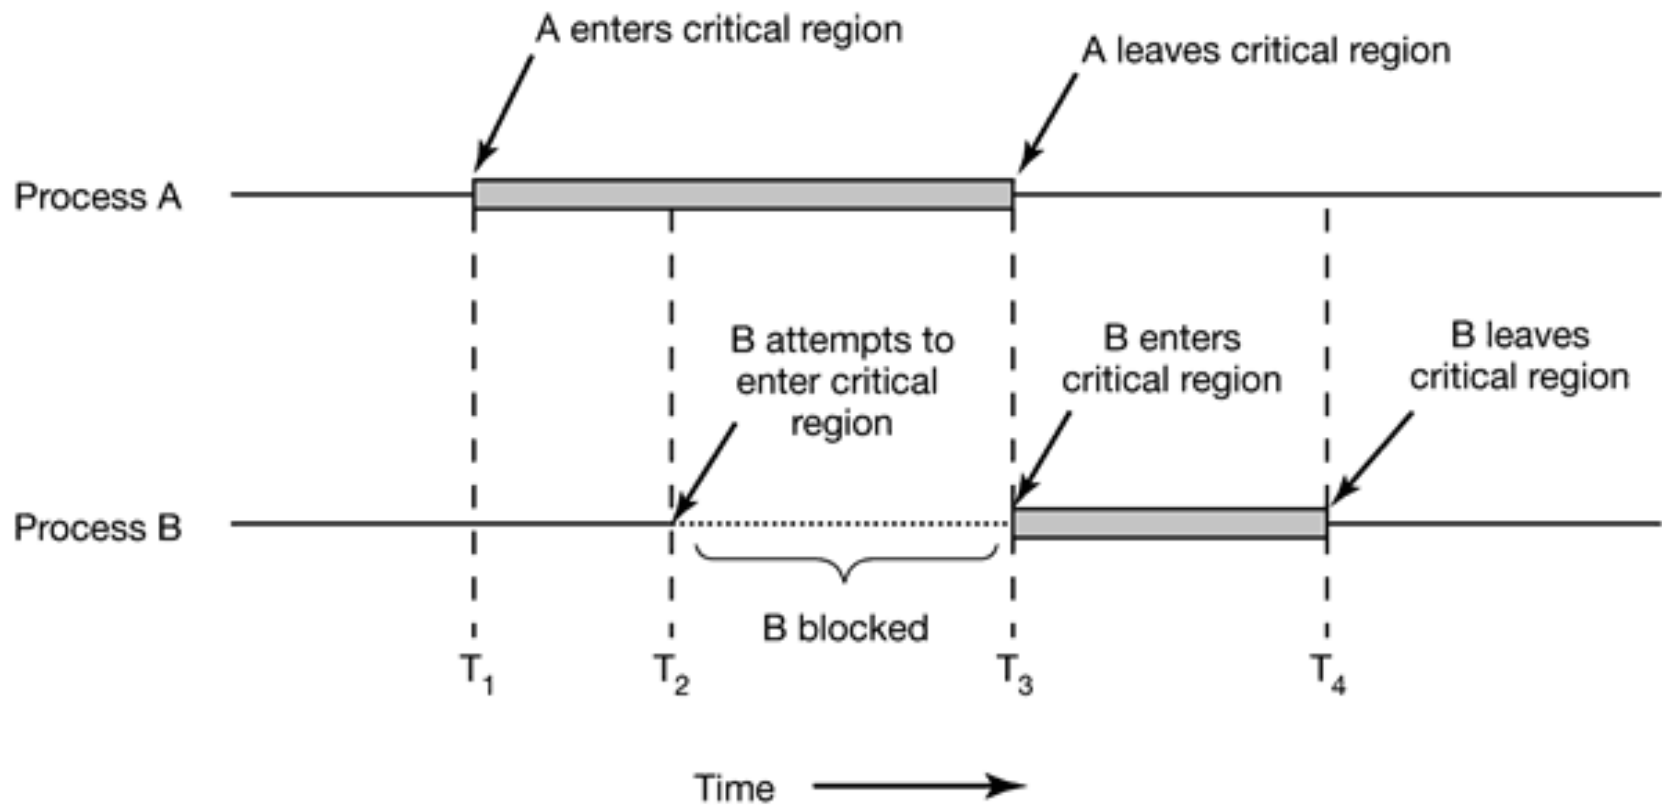 A enters critical region
A leaves critical region
Process A
B attempts to
enter critical
region
B enters
critical region
B leaves
critical region
Process B
B blocked
T1
T2
T3
T4
Time